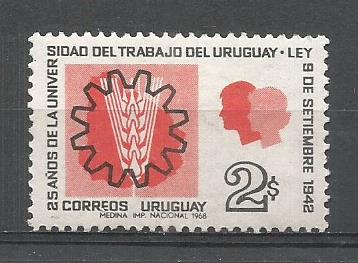 25 AÑOS DE LA UNIVERSIDAD DEL TRABAJO DEL URUGUAY · LEY 9 DE SETIEMBRE 1942
2$
CORREOS URUGUAY
MEDINA IMP. NACIONAL 1968